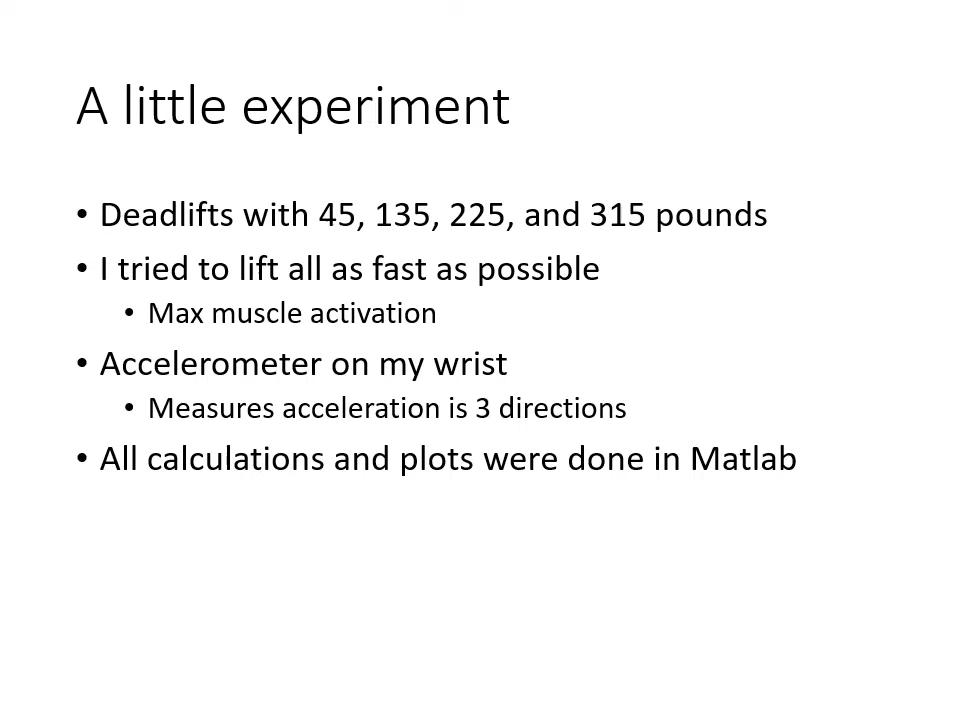 A little experiment
• Deadlifts with 45, 135, 225, and 315 pounds
• I tried to lift all as fast as possible
• Max muscle activation
• Accelerometer on my wrist
• Measures acceleration is 3 directions
• All calculations and plots were done in Matlab